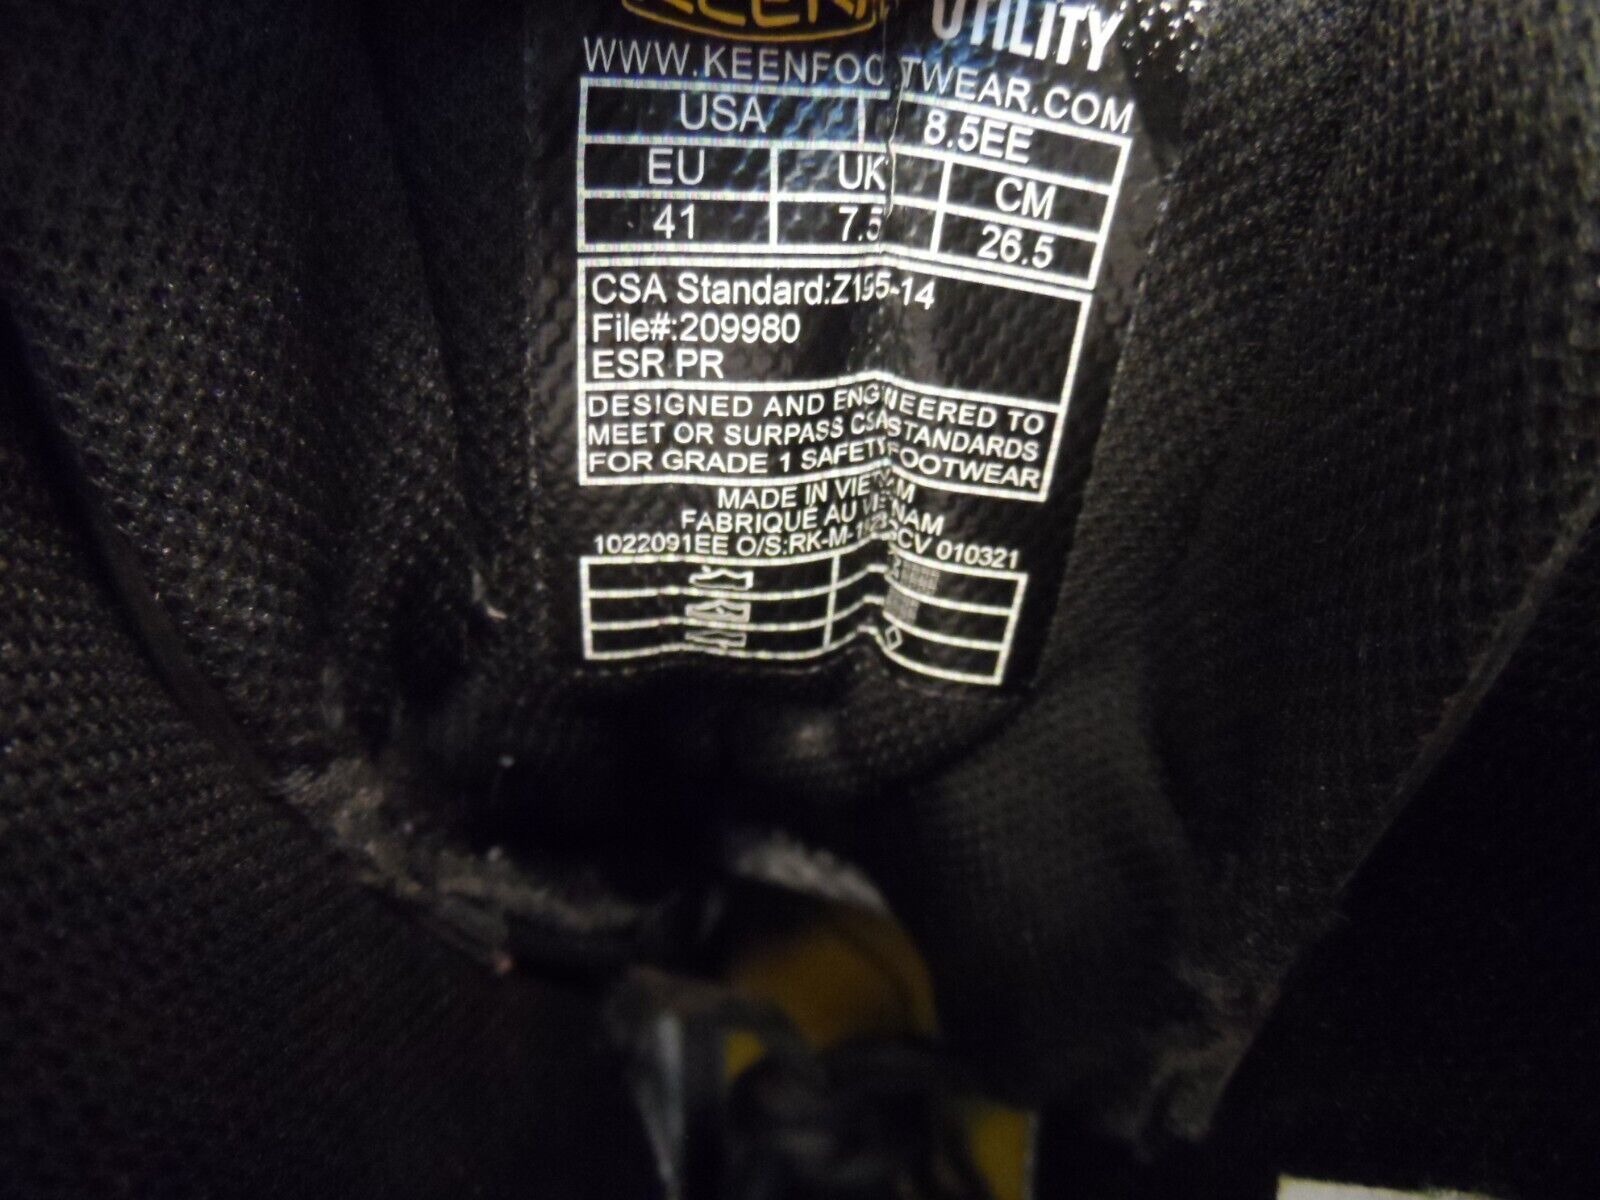 KEEN UTILITY
WWW.KEENFOOTWEAR.COM
USA 8.5EE
EU UK CM
41 7.5 26.5
CSA Standard:Z195-14
File#:209980
ESR PR
DESIGNED AND ENGINEERED TO
MEET OR SURPASS CSA STANDARDS
FOR GRADE 1 SAFETY FOOTWEAR
MADE IN VIETNAM
FABRIQUÉ AU VIETNAM
1022091EE 010321